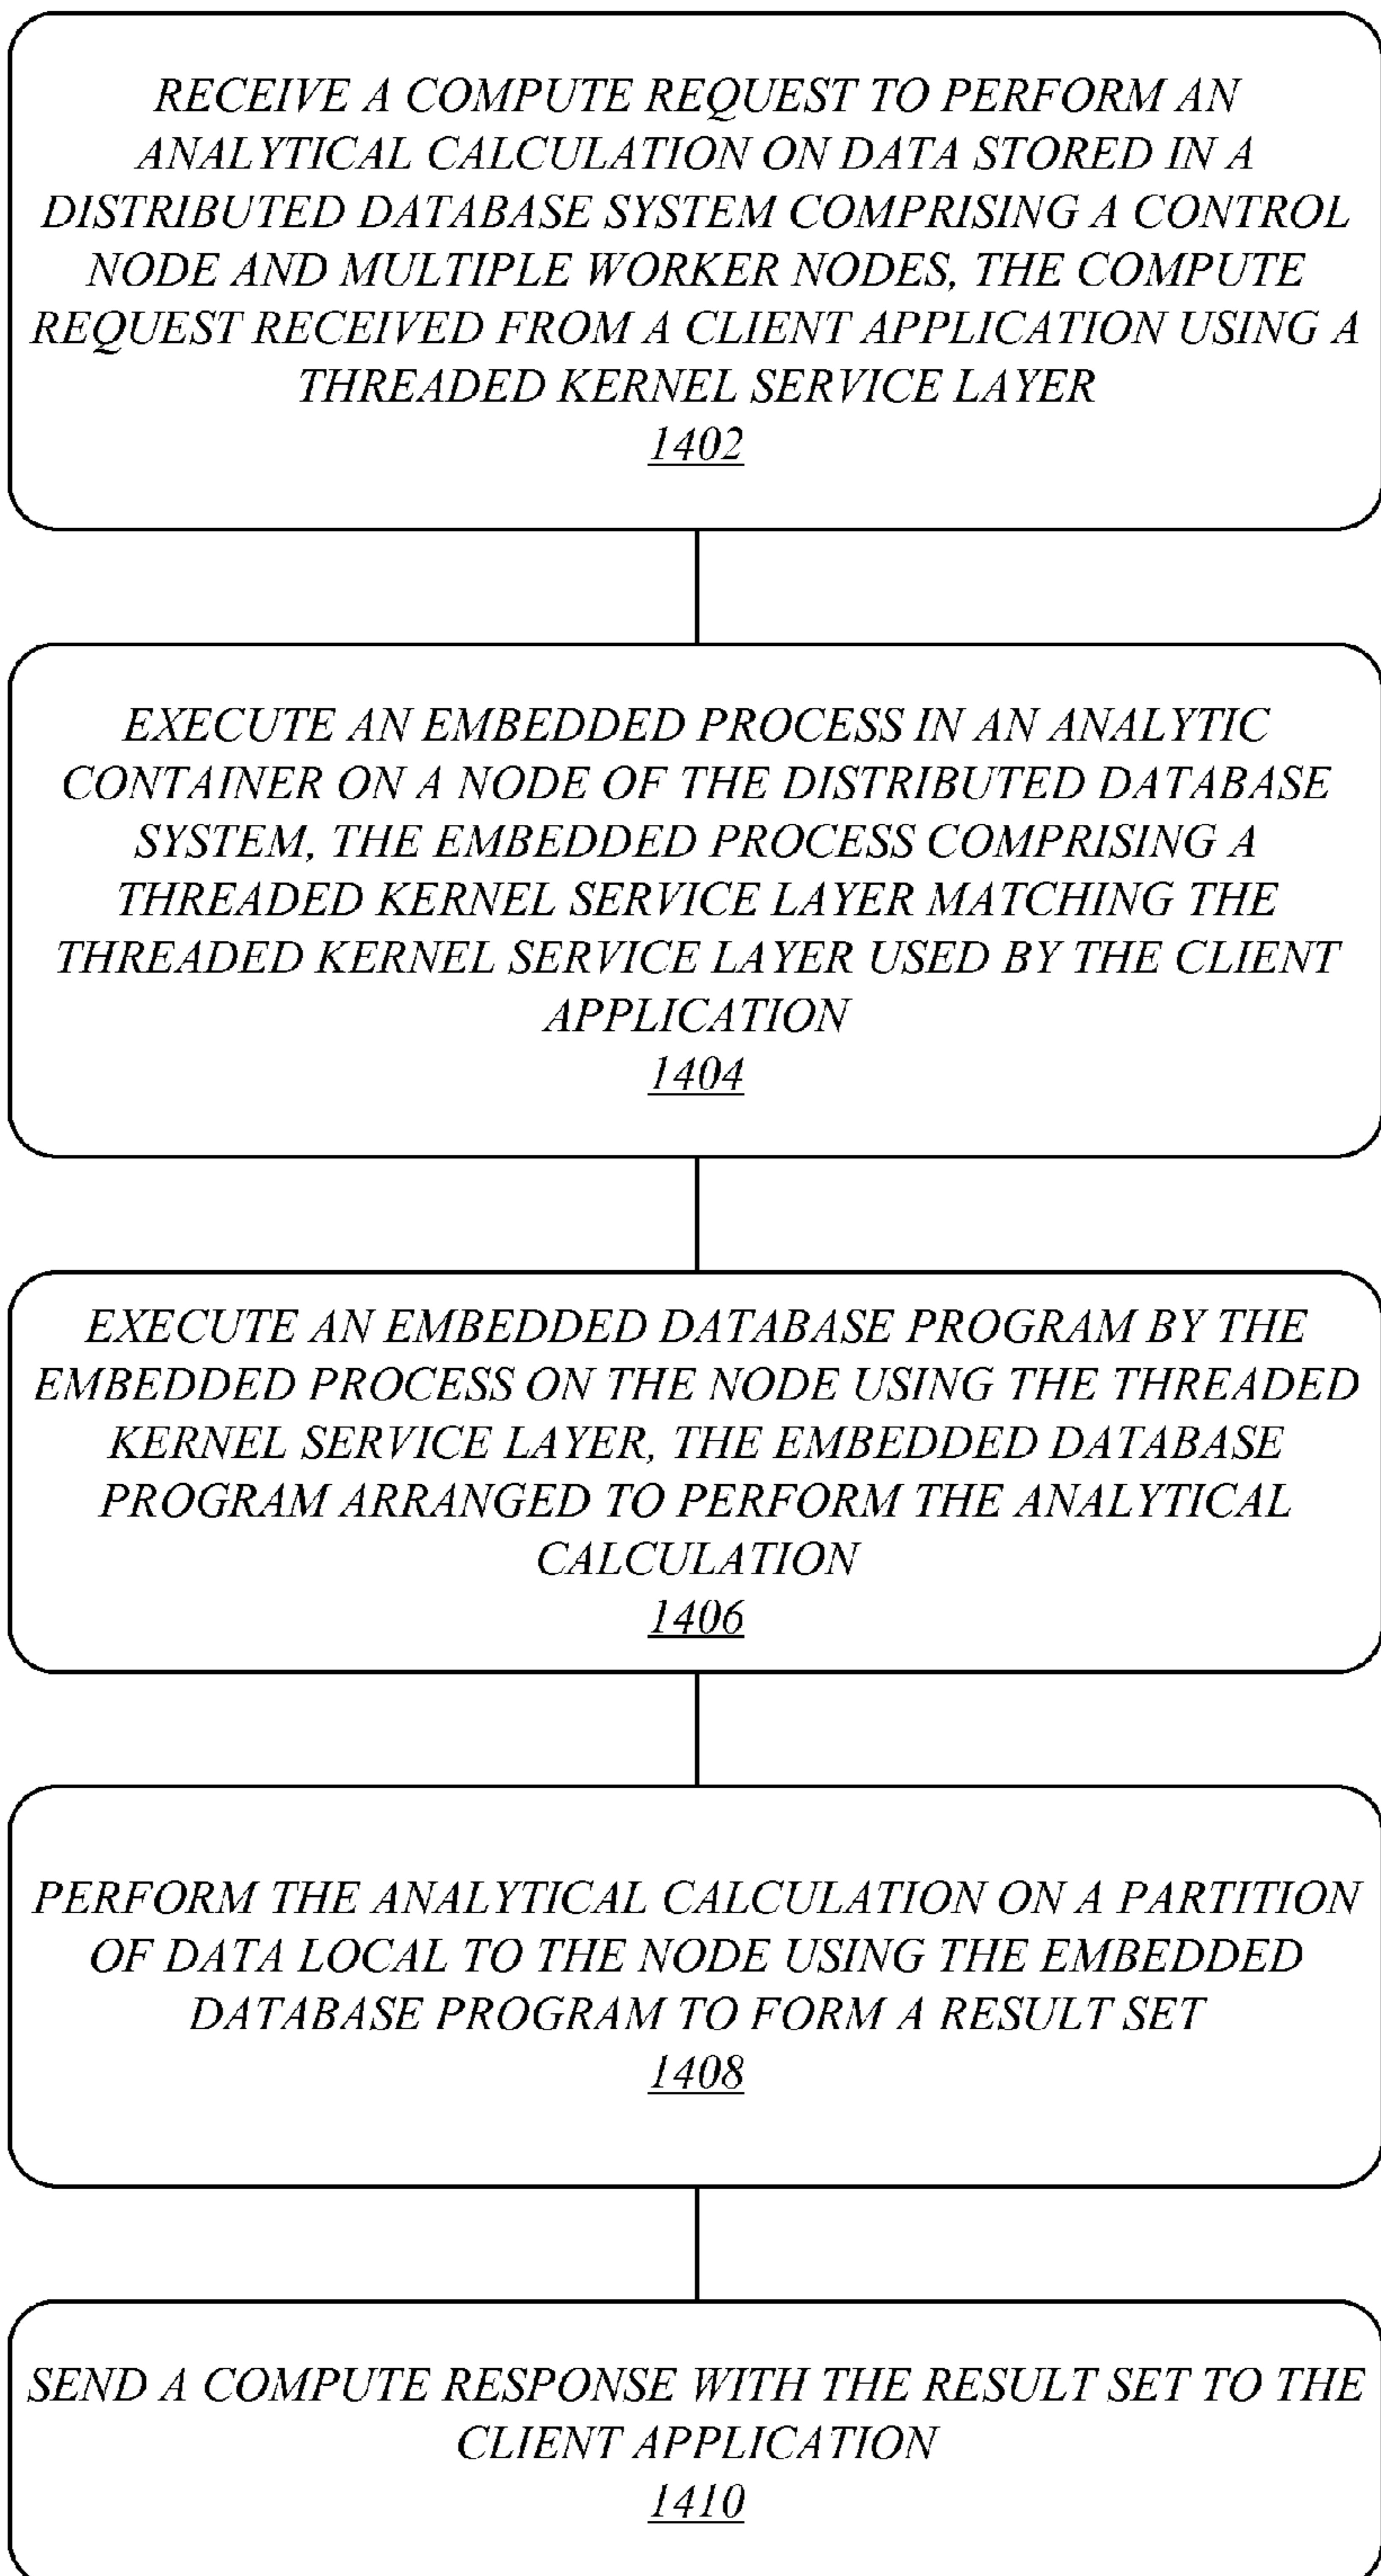 RECEIVE A COMPUTE REQUEST TO PERFORM AN
ANALYTICAL CALCULATION ON DATA STORED IN A
DISTRIBUTED DATABASE SYSTEM COMPRISING A CONTROL
NODE AND MULTIPLE WORKER NODES, THE COMPUTE
REQUEST RECEIVED FROM A CLIENT APPLICATION USING A
THREADED KERNEL SERVICE LAYER
1402
EXECUTE AN EMBEDDED PROCESS IN AN ANALYTIC
CONTAINER ON A NODE OF THE DISTRIBUTED DATABASE
SYSTEM, THE EMBEDDED PROCESS COMPRISING A
THREADED KERNEL SERVICE LAYER MATCHING THE
THREADED KERNEL SERVICE LAYER USED BY THE CLIENT
APPLICATION
1404
EXECUTE AN EMBEDDED DATABASE PROGRAM BY THE
EMBEDDED PROCESS ON THE NODE USING THE THREADED
KERNEL SERVICE LAYER, THE EMBEDDED DATABASE
PROGRAM ARRANGED TO PERFORM THE ANALYTICAL
CALCULATION
1406
PERFORM THE ANALYTICAL CALCULATION ON A PARTITION
OF DATA LOCAL TO THE NODE USING THE EMBEDDED
DATABASE PROGRAM TO FORM A RESULT SET
1408
SEND A COMPUTE RESPONSE WITH THE RESULT SET TO THE
CLIENT APPLICATION
1410